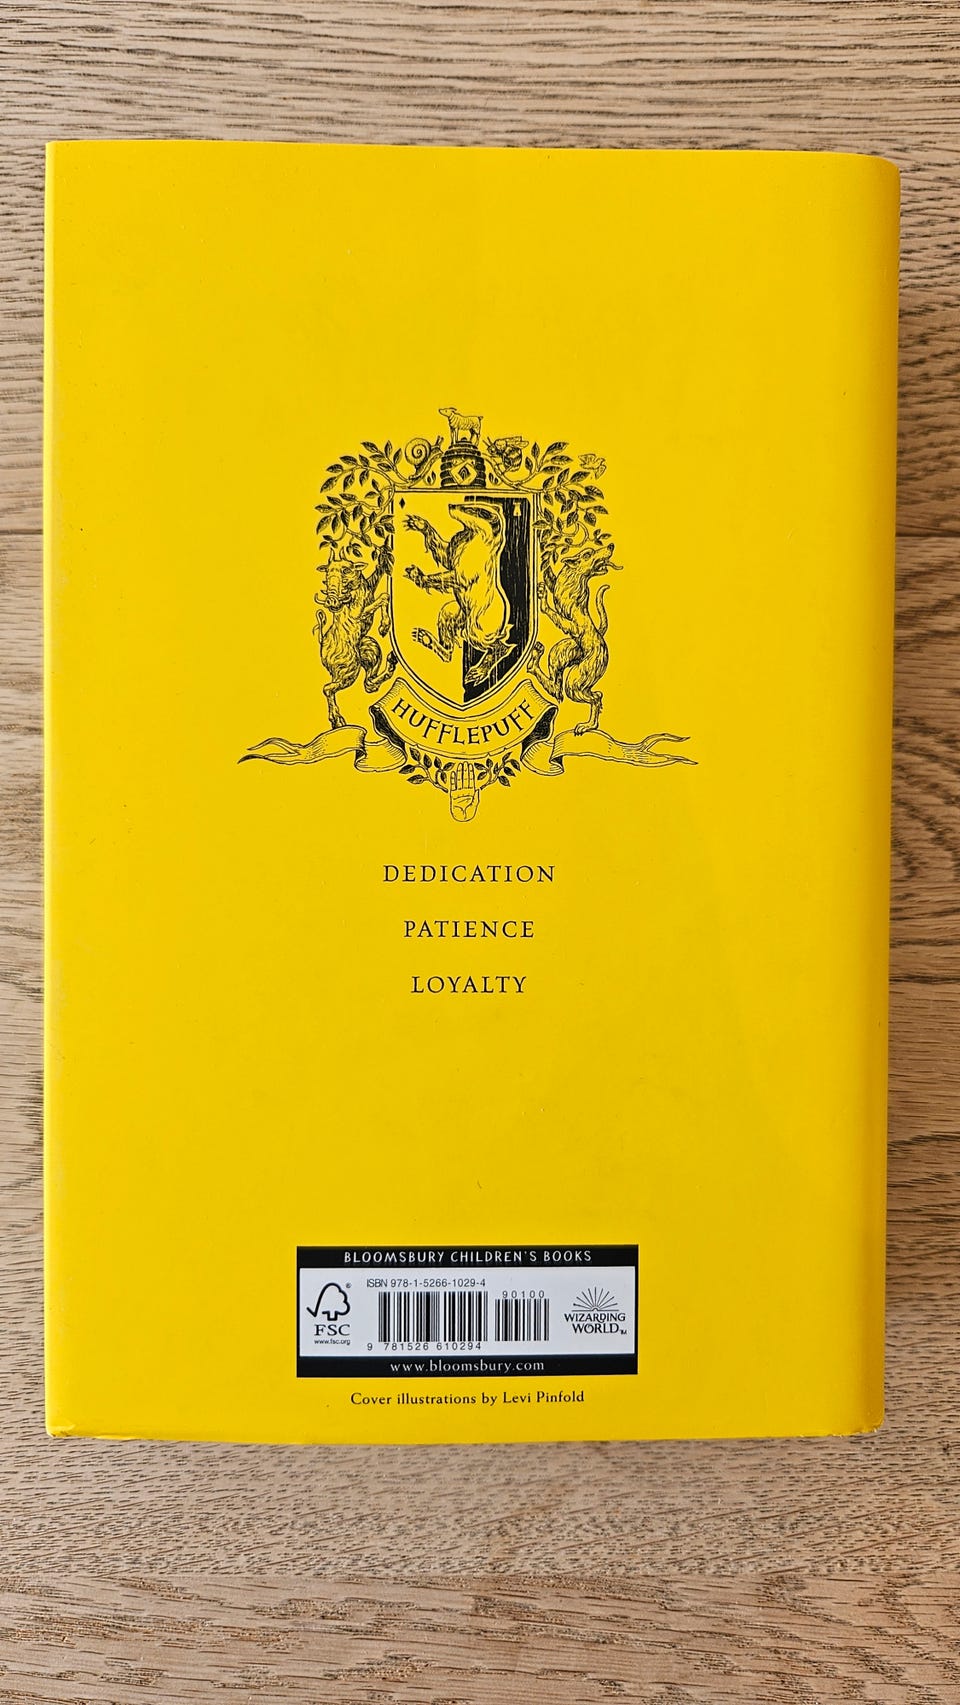 HUFFLEPUFF
DEDICATION
PATIENCE
LOYALTY
BLOOMSBURY CHILDREN'S BOOKS
ISBN 978-1-5266-1029-4
90100
FSC
www.fsc.org
9 781526 610294
WIZARDING
WORLD™
www.bloomsbury.com
Cover illustrations by Levi Pinfold